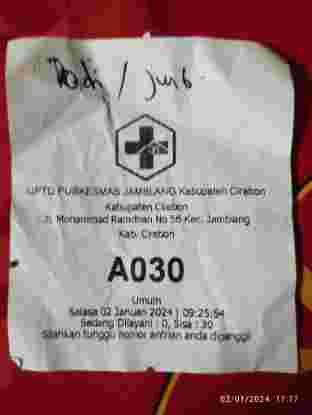 Dadi / Jmb
UPTD PUSKESMAS JAMBLANG Kabupaten Cirebon
Kabupaten Cirebon
Jl. Mohammad Ramdhan No 56 Kec. Jamblang
Kab. Cirebon
A030
Umum
Selasa 02 Januari 2024 | 09:25:54
Sedang Dilayani : 0, Sisa : 30
Silahkan tunggu nomor antrian anda dipanggil
02/01/2024 17:17